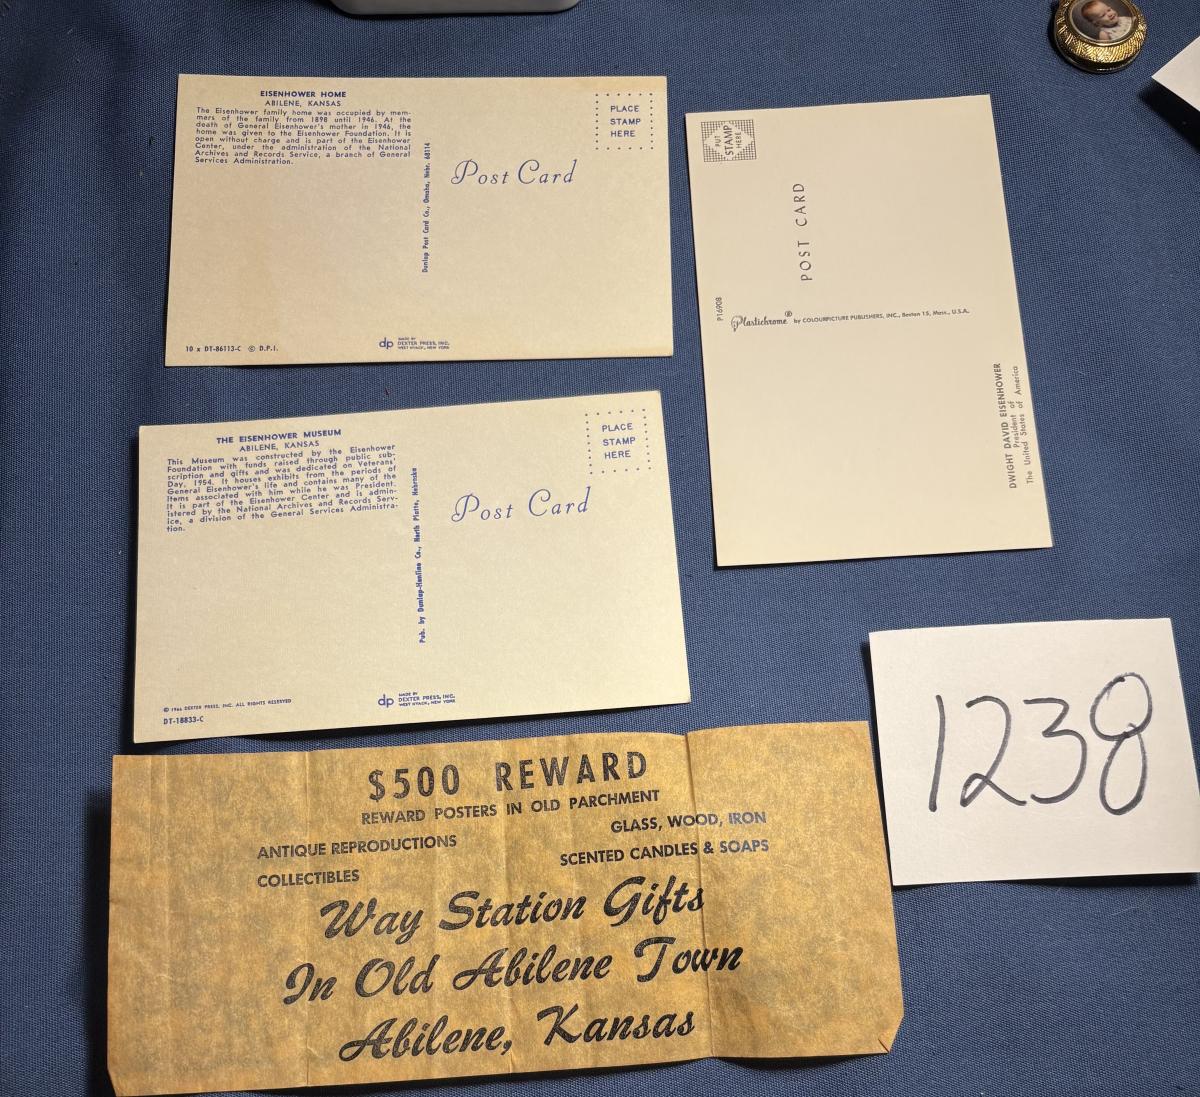 EISENHOWER HOME
ABILENE, KANSAS
The Eisenhower family home was occupied by mem-
mers of the family from 1898 until 1946. At the
death of General Eisenhower's mother in 1946, the
home was given to the Eisenhower Foundation. It is
open without charge and is part of the Eisenhower
Center, under the administration of the National
Archives and Records Service, a branch of General
Services Administration.
PLACE
STAMP
HERE
Post Card
Dunlap Post Card Co., Omaha, Nebr. 68114
10 x DT-86113-C © D.P.I.
dp
MADE BY
DEXTER PRESS, INC.
WEST NYACK, NEW YORK
PUT
STAMP
HERE
POST CARD
P16908
Plastichrome® by COLOURPICTURE PUBLISHERS, INC., Boston 15, Mass., U.S.A.
DWIGHT DAVID EISENHOWER
President of
The United States of America
THE EISENHOWER MUSEUM
ABILENE, KANSAS
This Museum was constructed by the Eisenhower
Foundation with funds raised through public sub-
scription and gifts and was dedicated on Veterans'
Day, 1954. It houses exhibits from the periods of
General Eisenhower's life and contains many of the
items associated with him while he was President.
It is part of the Eisenhower Center and is admin-
istered by the National Archives and Records Serv-
ice, a division of the General Services Administra-
tion.
PLACE
STAMP
HERE
Post Card
Pub. by Dunlap-Henline Co., North Platte, Nebraska
© 1966 DEXTER PRESS, INC. ALL RIGHTS RESERVED
DT-18833-C
dp
MADE BY
DEXTER PRESS, INC.
WEST NYACK, NEW YORK
1238
$500 REWARD
REWARD POSTERS IN OLD PARCHMENT
ANTIQUE REPRODUCTIONS
GLASS, WOOD, IRON
COLLECTIBLES
SCENTED CANDLES & SOAPS
Way Station Gifts
In Old Abilene Town
Abilene, Kansas